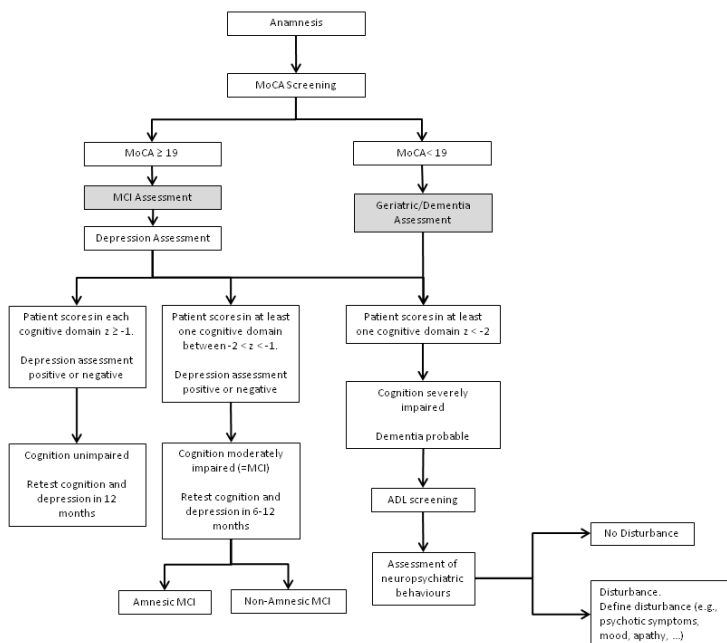 Anamnesis
MoCA Screening
MoCA ≥ 19
MoCA< 19
MCI Assessment
Geriatric/Dementia
Assessment
Depression Assessment
Patient scores in each
cognitive domain z ≥ -1.
Depression assessment
positive or negative
Patient scores in at least
one cognitive domain
between -2 < z < -1.
Depression assessment
positive or negative
Patient scores in at least
one cognitive domain z < -2
Cognition severely
impaired
Dementia probable
Cognition unimpaired
Retest cognition and
depression in 12
months
Cognition moderately
impaired (=MCI)
Retest cognition and
depression in 6-12
months
ADL screening
Amnesic MCI
Non-Amnesic MCI
Assessment of
neuropsychiatric
behaviours
No Disturbance
Disturbance.
Define disturbance (e.g.,
psychotic symptoms,
mood, apathy, ...)